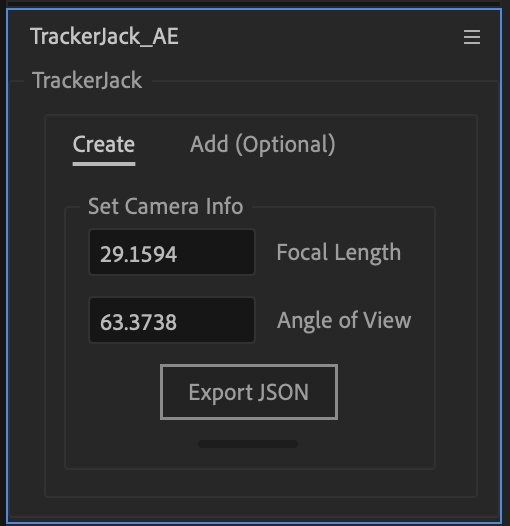 TrackerJack_AE
TrackerJack
Create Add (Optional)
Set Camera Info
29.1594 Focal Length
63.3738 Angle of View
Export JSON